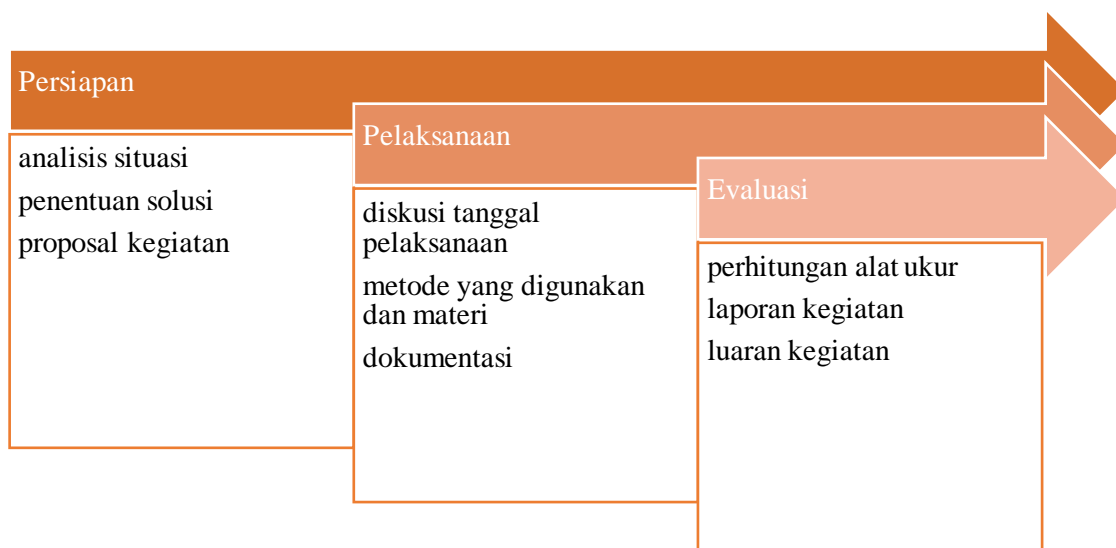 Persiapan
analisis situasi
penentuan solusi
proposal kegiatan
Pelaksanaan
diskusi tanggal
pelaksanaan
metode yang digunakan
dan materi
dokumentasi
Evaluasi
perhitungan alat ukur
laporan kegiatan
luaran kegiatan